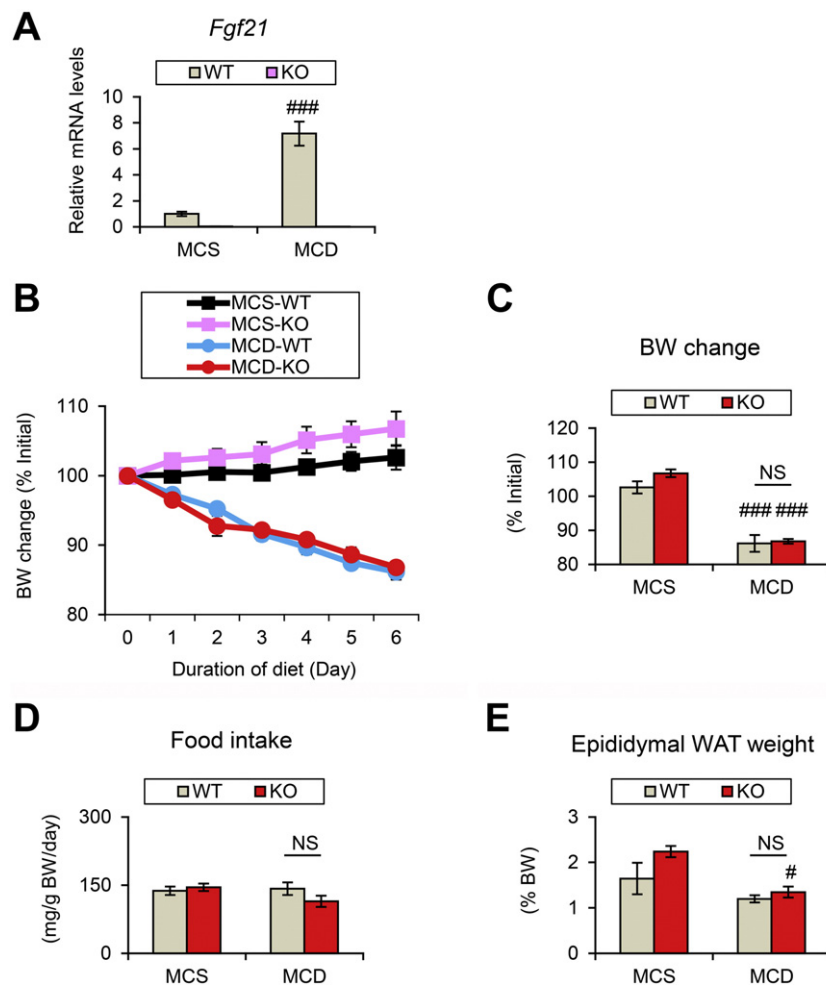 A
Fgf21
WT KO
Relative mRNA levels
10
8
6
4
2
0
###
MCS MCD
B
MCS-WT
MCS-KO
MCD-WT
MCD-KO
BW change (% Initial)
110
100
90
80
0 1 2 3 4 5 6
Duration of diet (Day)
C
BW change
WT KO
(% Initial)
120
110
100
90
80
NS
### ###
MCS MCD
D
Food intake
WT KO
(mg/g BW/day)
300
150
0
NS
MCS MCD
E
Epididymal WAT weight
WT KO
(% BW)
3
2
1
0
NS
#
MCS MCD